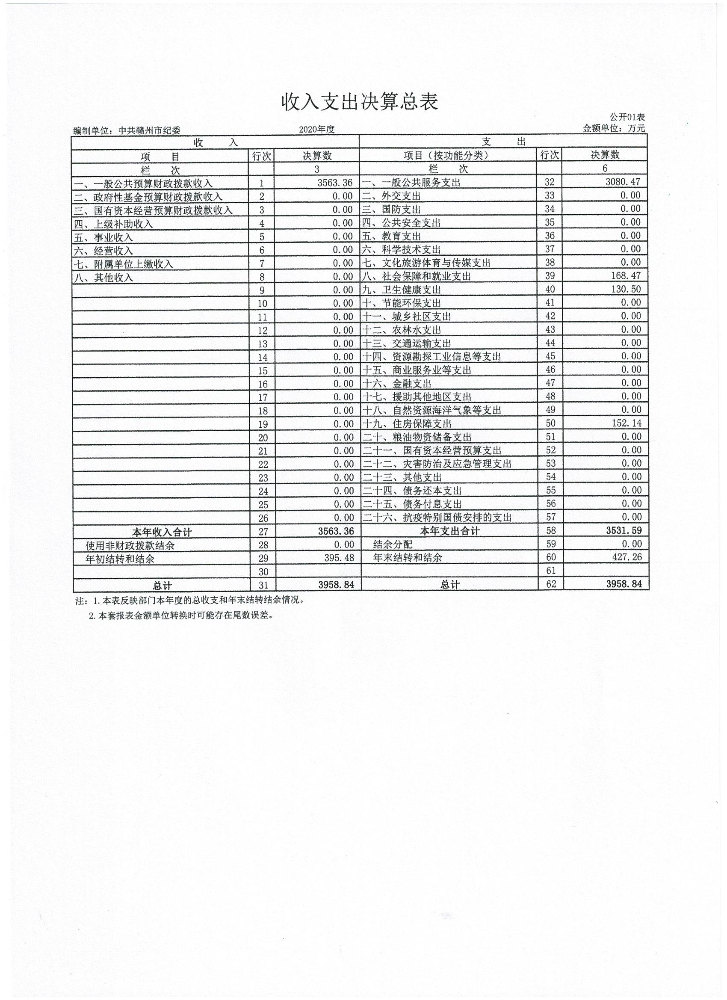 收入支出决算总表
公开01表
编制单位：中共赣州市纪委 2020年度 金额单位：万元
收 入 支 出
项 目 行次 决算数 项目（按功能分类） 行次 决算数
栏 次 3 栏 次 6
一、一般公共预算财政拨款收入 1 3563.36 一、一般公共服务支出 32 3080.47
二、政府性基金预算财政拨款收入 2 0.00 二、外交支出 33 0.00
三、国有资本经营预算财政拨款收入 3 0.00 三、国防支出 34 0.00
四、上级补助收入 4 0.00 四、公共安全支出 35 0.00
五、事业收入 5 0.00 五、教育支出 36 0.00
六、经营收入 6 0.00 六、科学技术支出 37 0.00
七、附属单位上缴收入 7 0.00 七、文化旅游体育与传媒支出 38 0.00
八、其他收入 8 0.00 八、社会保障和就业支出 39 168.47
9 0.00 九、卫生健康支出 40 130.50
10 0.00 十、节能环保支出 41 0.00
11 0.00 十一、城乡社区支出 42 0.00
12 0.00 十二、农林水支出 43 0.00
13 0.00 十三、交通运输支出 44 0.00
14 0.00 十四、资源勘探工业信息等支出 45 0.00
15 0.00 十五、商业服务业等支出 46 0.00
16 0.00 十六、金融支出 47 0.00
17 0.00 十七、援助其他地区支出 48 0.00
18 0.00 十八、自然资源海洋气象等支出 49 0.00
19 0.00 十九、住房保障支出 50 152.14
20 0.00 二十、粮油物资储备支出 51 0.00
21 0.00 二十一、国有资本经营预算支出 52 0.00
22 0.00 二十二、灾害防治及应急管理支出 53 0.00
23 0.00 二十三、其他支出 54 0.00
24 0.00 二十四、债务还本支出 55 0.00
25 0.00 二十五、债务付息支出 56 0.00
26 0.00 二十六、抗疫特别国债安排的支出 57 0.00
本年收入合计 27 3563.36 本年支出合计 58 3531.59
使用非财政拨款结余 28 0.00 结余分配 59 0.00
年初结转和结余 29 395.48 年末结转和结余 60 427.26
30 61
总计 31 3958.84 总计 62 3958.84
注：1.本表反映部门本年度的总收支和年末结转结余情况。
2.本套报表金额单位转换时可能存在尾数误差。